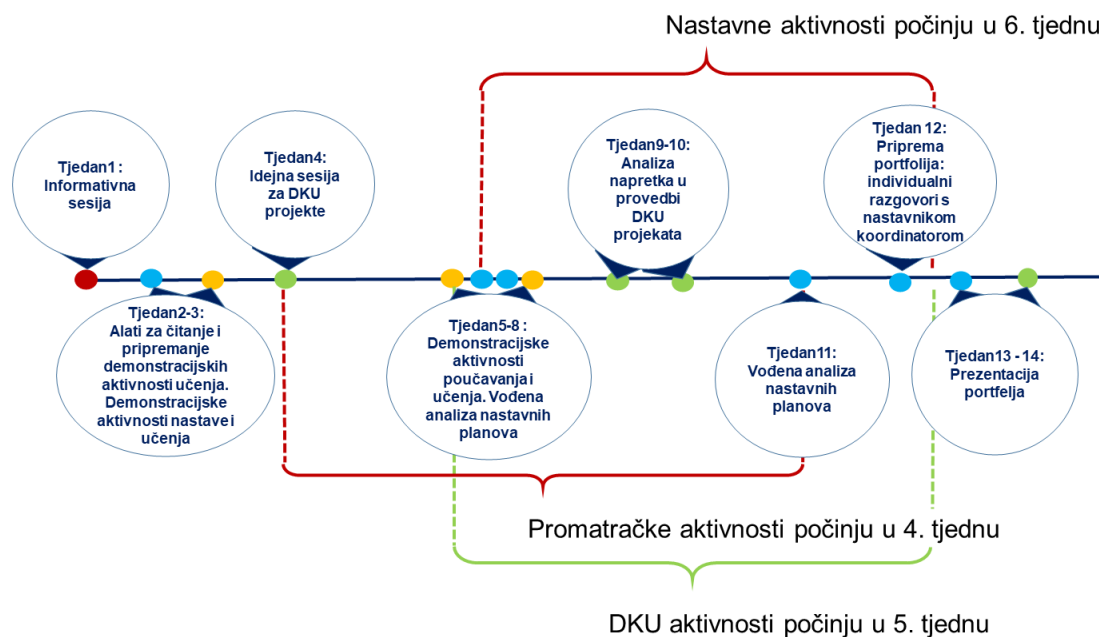 Nastavne aktivnosti počinju u 6. tjednu
Tjedan1 :
Informativna
sesija
Tjedan4:
Idejna sesija
za DKU
projekte
Tjedan9-10:
Analiza
napretka u
provedbi
DKU
projekata
Tjedan 12:
Priprema
portfolija:
individualni
razgovori s
nastavnikom
koordinatorom
Tjedan2-3:
Alati za čitanje i
pripremanje
demonstracijskih
aktivnosti učenja.
Demonstracijske
aktivnosti nastave i
učenja
Tjedan5-8 :
Demonstracijske
aktivnosti
poučavanja i
učenja. Vođena
analiza nastavnih
planova
Tjedan11:
Vođena analiza
nastavnih
planova
Tjedan13 -14:
Prezentacija
portfelja
Promatračke aktivnosti počinju u 4. tjednu
DKU aktivnosti počinju u 5. tjednu